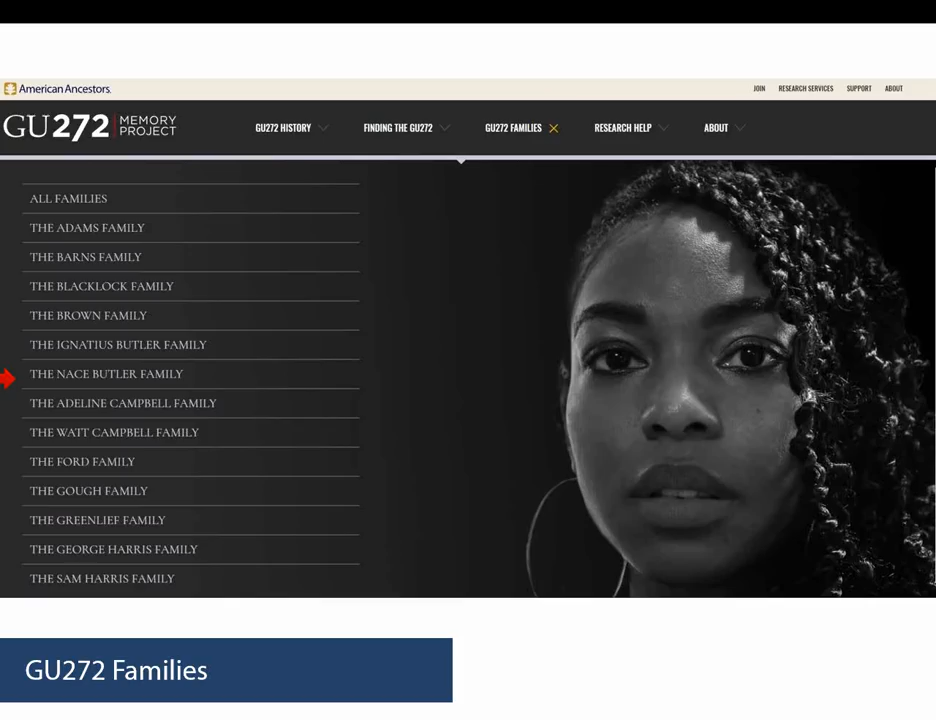 American Ancestors.
JOIN RESEARCH SERVICES SUPPORT ABOUT
GU272 MEMORY PROJECT
GU272 HISTORY FINDING THE GU272 GU272 FAMILIES RESEARCH HELP ABOUT
ALL FAMILIES
THE ADAMS FAMILY
THE BARNS FAMILY
THE BLACKLOCK FAMILY
THE BROWN FAMILY
THE IGNATIUS BUTLER FAMILY
THE NACE BUTLER FAMILY
THE ADELINE CAMPBELL FAMILY
THE WATT CAMPBELL FAMILY
THE FORD FAMILY
THE GOUGH FAMILY
THE GREENLIEF FAMILY
THE GEORGE HARRIS FAMILY
THE SAM HARRIS FAMILY
GU272 Families